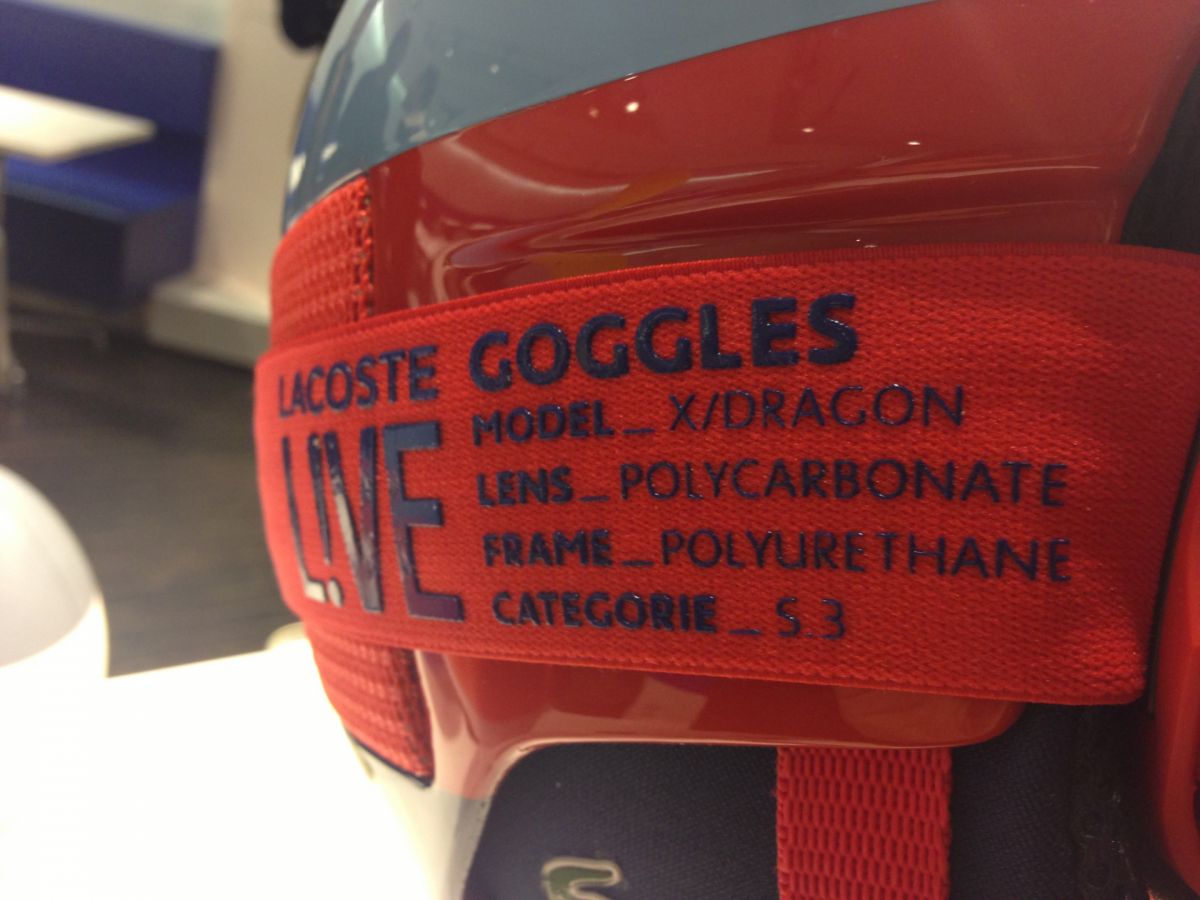 LACOSTE
L!VE
GOGGLES
MODEL_X/DRAGON
LENS_POLYCARBONATE
FRAME_POLYURETHANE
CATEGORIE_S.3